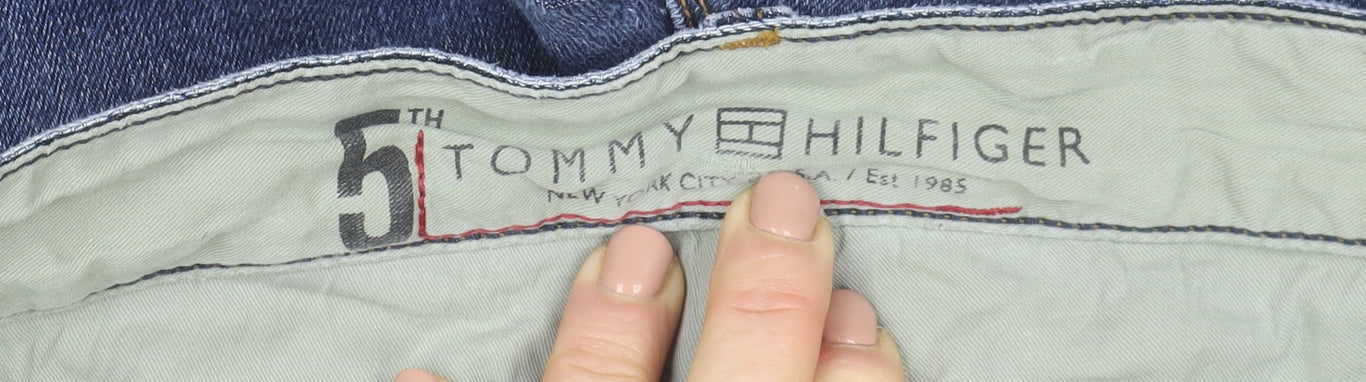 5TH TOMMY HILFIGER
NEW YORK CITY / Est 1985